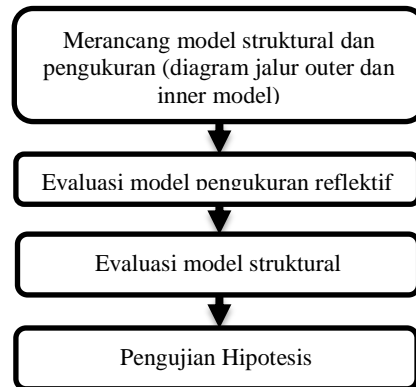 Merancang model struktural dan
pengukuran (diagram jalur outer dan
inner model)
Evaluasi model pengukuran reflektif
Evaluasi model struktural
Pengujian Hipotesis